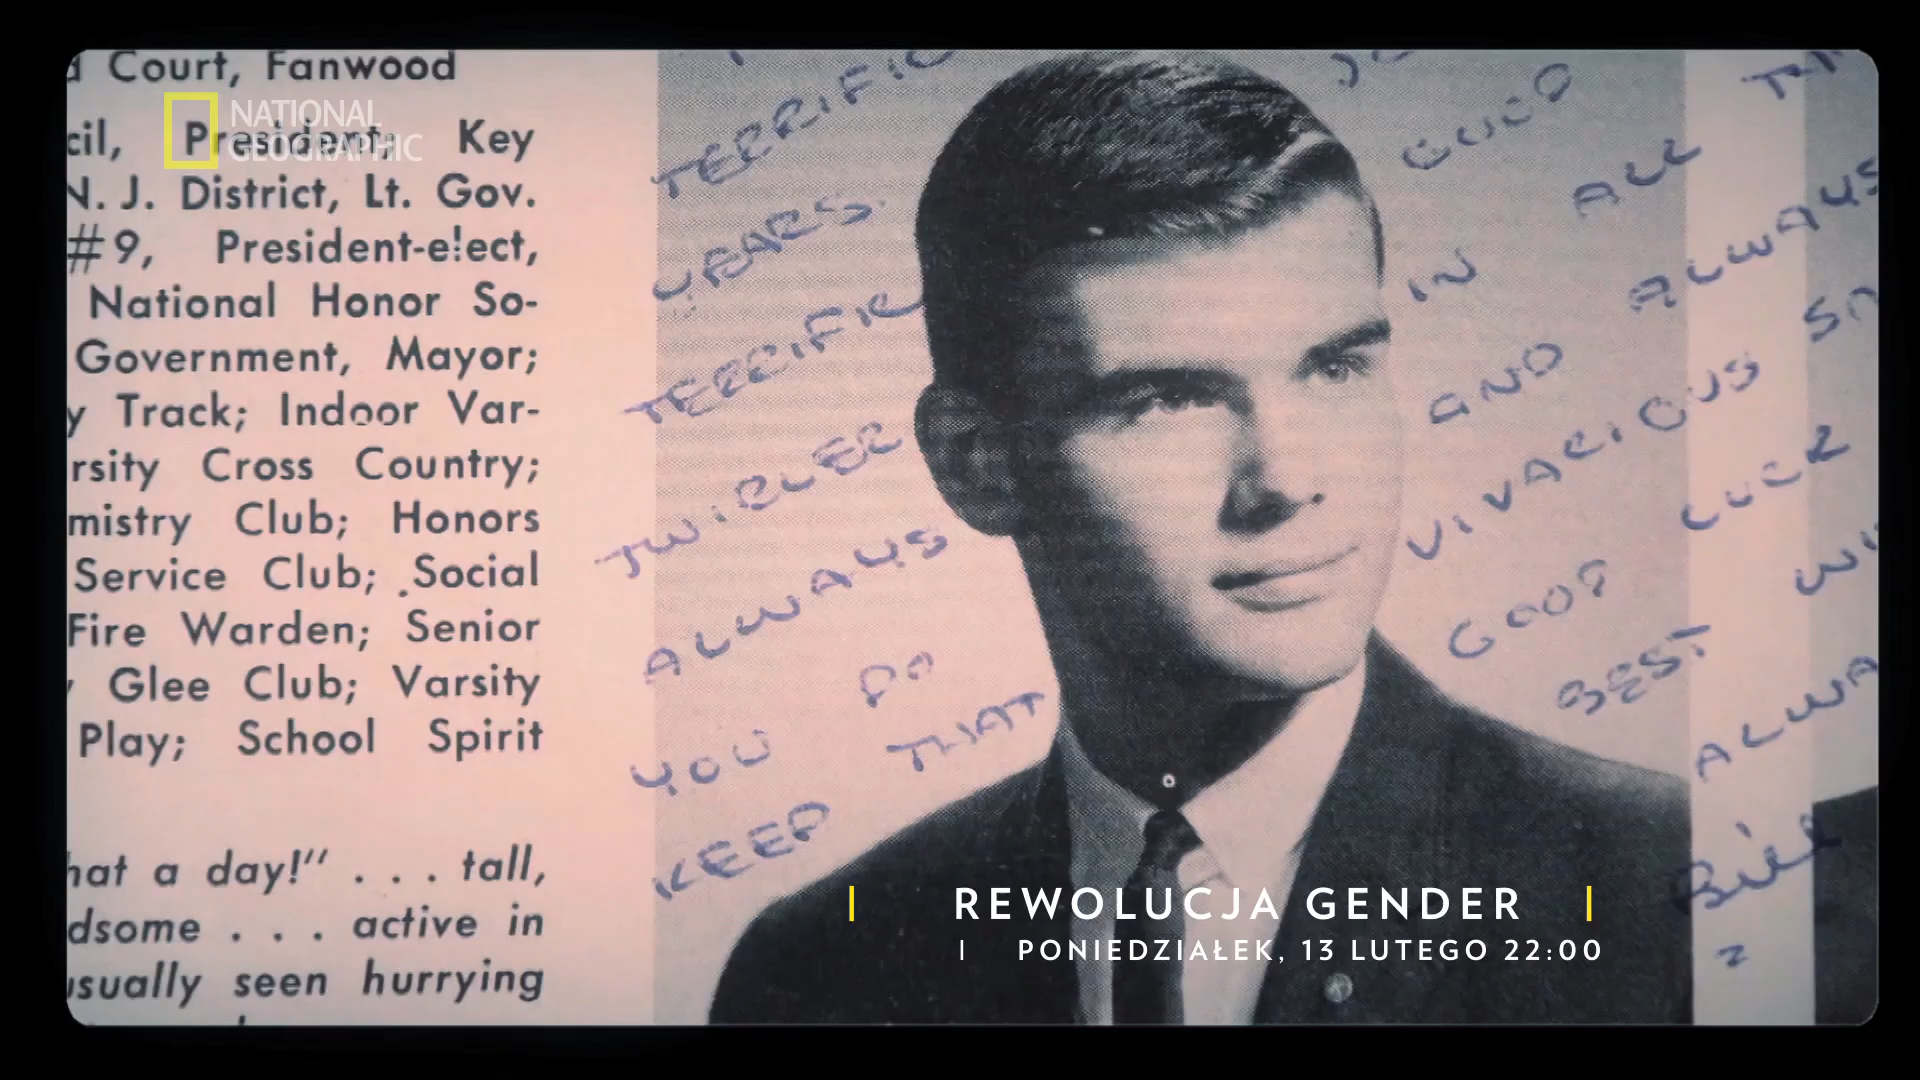 d Court, Fanwood
NATIONAL
GEOGRAPHIC
cil, President; Key
N. J. District, Lt. Gov.
#9, President-elect,
National Honor So-
Government, Mayor;
y Track; Indoor Var-
rsity Cross Country;
mistry Club; Honors
Service Club; Social
Fire Warden; Senior
Glee Club; Varsity
Play; School Spirit
hat a day!" . . . tall,
dsome . . . active in
usually seen hurrying
TERRIFIC
YEARS.
TERRIFIC
TWIRLER
ALWAYS
YOU DO
KEEP THAT
GOOD
IN ALL
AND ALWAYS
VIVACIOUS SO
GOOD LUCK
BEST WI
ALWA
Bill
REWOLUCJA GENDER
PONIEDZIAŁEK, 13 LUTEGO 22:00